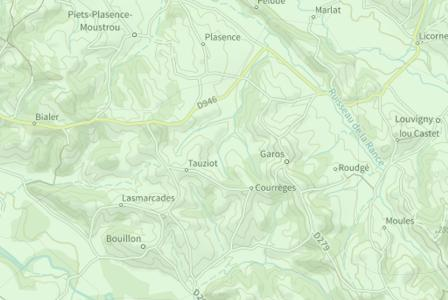 Peloue
Marlat
Piets-Plasence-
Moustrou
Plasence
Licorne
D946
Ruisseau de la Rance
Bialer
Louvigny
lou Castet
Garos
Tauziot
Roudgé
Courrèges
Lasmarcades
Moules
Bouillon
D279